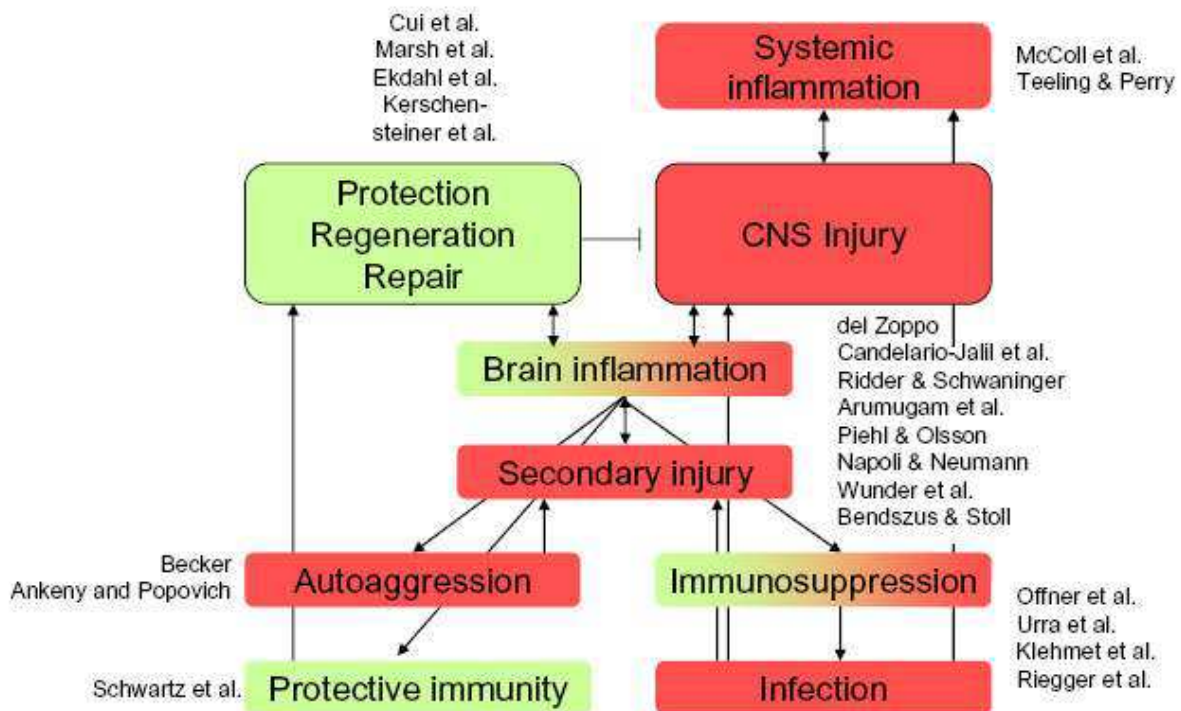 Cui et al.
Marsh et al.
Ekdahl et al.
Kerschen-
steiner et al.
Systemic
inflammation
McColl et al.
Teeling & Perry
Protection
Regeneration
Repair
CNS Injury
Brain inflammation
del Zoppo
Candelario-Jalil et al.
Ridder & Schwaninger
Arumugam et al.
Piehl & Olsson
Napoli & Neumann
Wunder et al.
Bendszus & Stoll
Secondary injury
Becker
Ankeny and Popovich
Autoaggression
Immunosuppression
Offner et al.
Urra et al.
Klehmet et al.
Riegger et al.
Schwartz et al.
Protective immunity
Infection